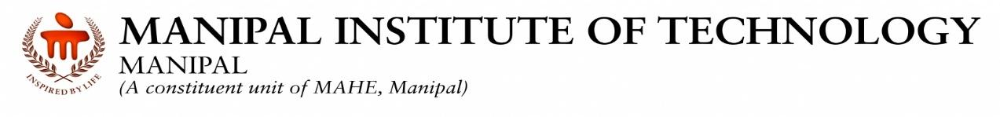 MANIPAL INSTITUTE OF TECHNOLOGY
MANIPAL
(A constituent unit of MAHE, Manipal)
INSPIRED BY LIFE